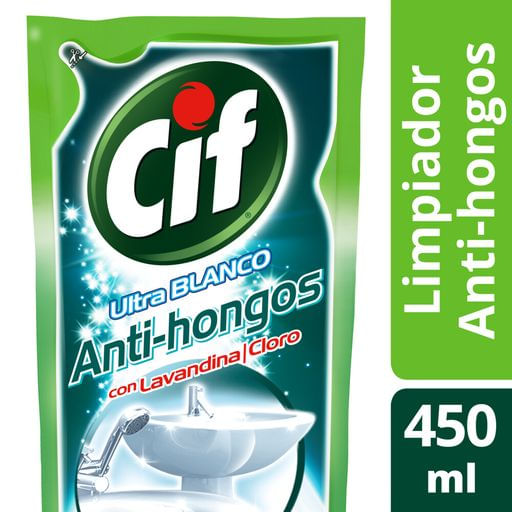 Cif
Ultra BLANCO
Anti-hongos
con Lavandina|Cloro
Limpiador
Anti-hongos
450
ml